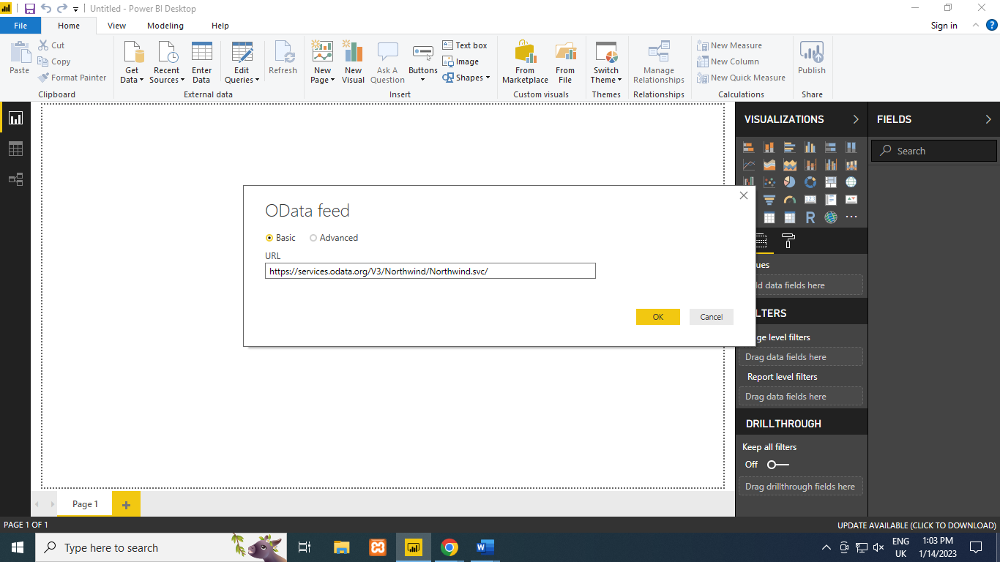 Untitled - Power BI Desktop
File Home View Modeling Help Sign in ?
Paste
Cut
Copy
Format Painter
Clipboard
Get Data
Recent Sources
Enter Data
Edit Queries
Refresh
External data
New Page
New Visual
Ask A Question
Buttons
Text box
Image
Shapes
Insert
From Marketplace
From File
Custom visuals
Switch Theme
Themes
Manage Relationships
Relationships
New Measure
New Column
New Quick Measure
Calculations
Publish
Share
OData feed
Basic Advanced
URL
https://services.odata.org/V3/Northwind/Northwind.svc/
OK Cancel
VISUALIZATIONS
R
ues
ld data fields here
LTERS
ge level filters
Drag data fields here
Report level filters
Drag data fields here
DRILLTHROUGH
Keep all filters
Off
Drag drillthrough fields here
FIELDS
Search
Page 1
PAGE 1 OF 1
UPDATE AVAILABLE (CLICK TO DOWNLOAD)
Type here to search
ENG
UK
1:03 PM
1/14/2023